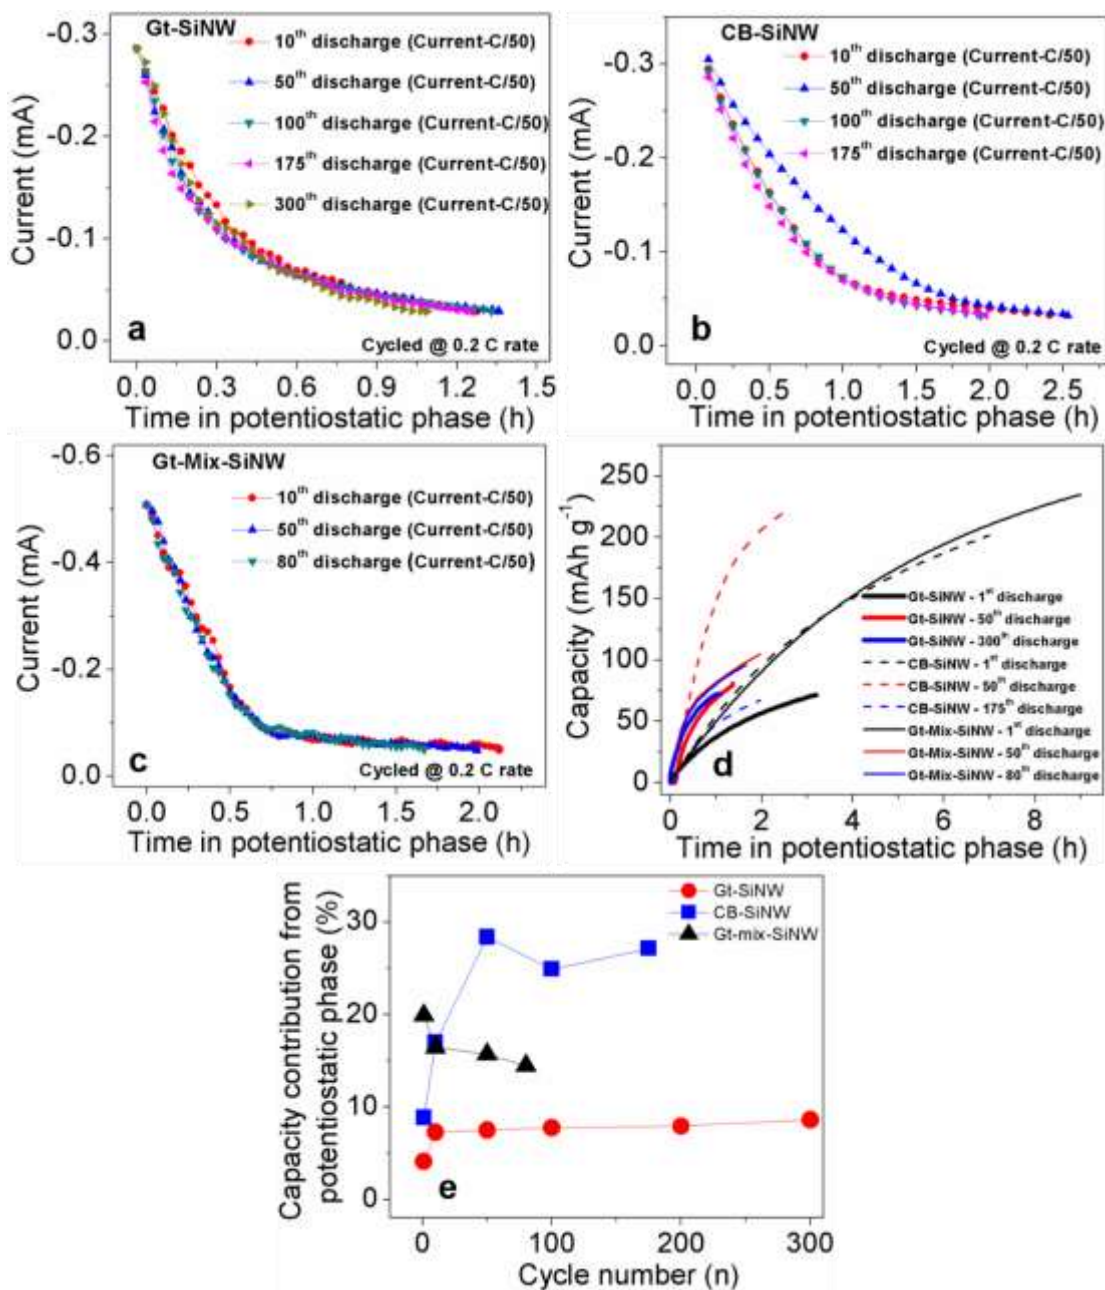 Gt-SiNW
10th discharge (Current-C/50)
50th discharge (Current-C/50)
100th discharge (Current-C/50)
175th discharge (Current-C/50)
300th discharge (Current-C/50)
-0.3
-0.2
-0.1
0.0
Current (mA)
a
Cycled @ 0.2 C rate
0.0 0.3 0.6 0.9 1.2 1.5
Time in potentiostatic phase (h)
CB-SiNW
10th discharge (Current-C/50)
50th discharge (Current-C/50)
100th discharge (Current-C/50)
175th discharge (Current-C/50)
-0.3
-0.2
-0.1
0.0
Current (mA)
b
Cycled @ 0.2 C rate
0.0 0.5 1.0 1.5 2.0 2.5
Time in potentiostatic phase (h)
Gt-Mix-SiNW
10th discharge (Current-C/50)
50th discharge (Current-C/50)
80th discharge (Current-C/50)
-0.6
-0.4
-0.2
0.0
Current (mA)
c
Cycled @ 0.2 C rate
0.0 0.5 1.0 1.5 2.0
Time in potentiostatic phase (h)
250
200
150
100
50
0
Capacity (mAh g-1)
Gt-SiNW - 1st discharge
Gt-SiNW - 50th discharge
Gt-SiNW - 300th discharge
CB-SiNW - 1st discharge
CB-SiNW - 50th discharge
CB-SiNW - 175th discharge
Gt-Mix-SiNW - 1st discharge
Gt-Mix-SiNW - 50th discharge
Gt-Mix-SiNW - 80th discharge
d
0 2 4 6 8
Time in potentiostatic phase (h)
Gt-SiNW
CB-SiNW
Gt-mix-SiNW
30
20
10
0
Capacity contribution from
potentiostatic phase (%)
e
0 100 200 300
Cycle number (n)